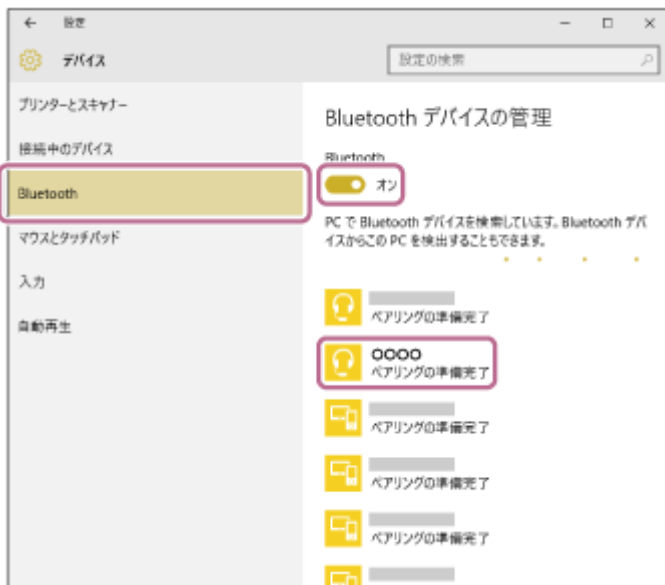 ← 設定
デバイス
設定の検索
プリンターとスキャナー
接続中のデバイス
Bluetooth
マウスとタッチパッド
入力
自動再生
Bluetooth デバイスの管理
Bluetooth
オン
PC で Bluetooth デバイスを検索しています。Bluetooth デバ
イスからこの PC を検出することもできます。
ペアリングの準備完了
OOOO
ペアリングの準備完了
ペアリングの準備完了
ペアリングの準備完了
ペアリングの準備完了